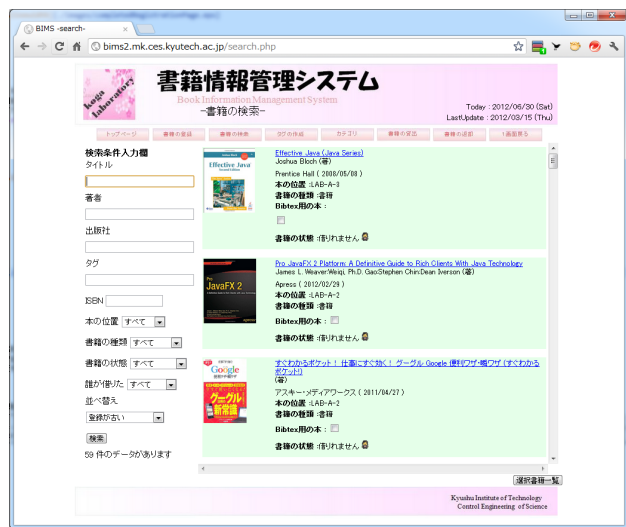 BIMS -search-
bims2.mk.ces.kyutech.ac.jp/search.php
koga laboratory
書籍情報管理システム
Book Information Management System
-書籍の検索-
Today : 2012/06/30 (Sat)
LastUpdate : 2012/03/15 (Thu)
トップページ 書籍の登録 書籍の検索 タグの作成 カテゴリ 書籍の貸出 書籍の返却 1画面戻る
検索条件入力欄
タイトル
著者
出版社
タグ
ISBN
本の位置 すべて
書籍の種類 すべて
書籍の状態 すべて
誰が借りた すべて
並べ替え
登録が古い
検索
59 件のデータがあります
Effective Java
Effective Java (Java Series)
Joshua Bloch (著)
Prentice Hall ( 2008/05/08 )
本の位置 :LAB-A-3
書籍の種類 :書籍
Bibtex用の本 :
書籍の状態 :借りれません
Pro
JavaFX 2
Pro JavaFX 2 Platform: A Definitive Guide to Rich Clients With Java Technology
James L. Weaver:Weiqi, Ph.D. Gao:Stephen Chin:Dean Iverson (著)
Apress ( 2012/02/29 )
本の位置 :LAB-A-2
書籍の種類 :書籍
Bibtex用の本 :
書籍の状態 :借りれません
Google
グーグル
新常識
すぐわかるポケット! 仕事にすぐ効く! グーグル Google 便利ワザ・裏ワザ (すぐわかる
ポケット!)
(著)
アスキー・メディアワークス ( 2011/04/27 )
本の位置 :LAB-A-2
書籍の種類 :書籍
Bibtex用の本 :
書籍の状態 :借りれません
選択書籍一覧
Kyushu Institute of Technology
Control Engineering of Science